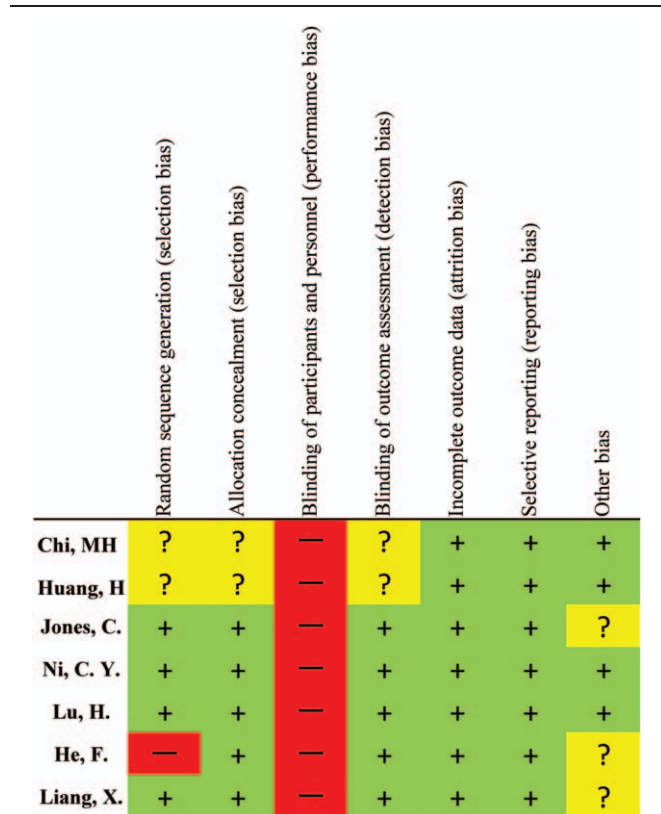 Random sequence generation (selection bias)
Allocation concealment (selection bias)
Blinding of participants and personnel (performamce bias)
Blinding of outcome assessment (detection bias)
Incomplete outcome data (attrition bias)
Selective reporting (reporting bias)
Other bias
Chi, MH ? ? — ? + + +
Huang, H ? ? — ? + + +
Jones, C. + + — + + + ?
Ni, C. Y. + + — + + + +
Lu, H. + + — + + + +
He, F. — + — + + + ?
Liang, X. + + — + + + ?